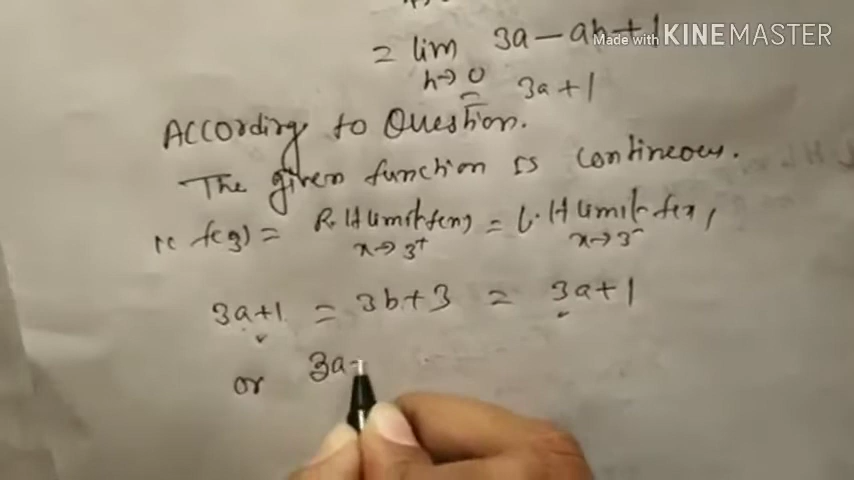 = lim 3a - ah + 1
h→0
Made with KINEMASTER
= 3a + 1
According to Question.
The given function is contineous.
f(3) = R.H limit f(x) = L.H limit f(x),
x→3⁺ x→3⁻
3a+1 = 3b+3 = 3a+1
or 3a-